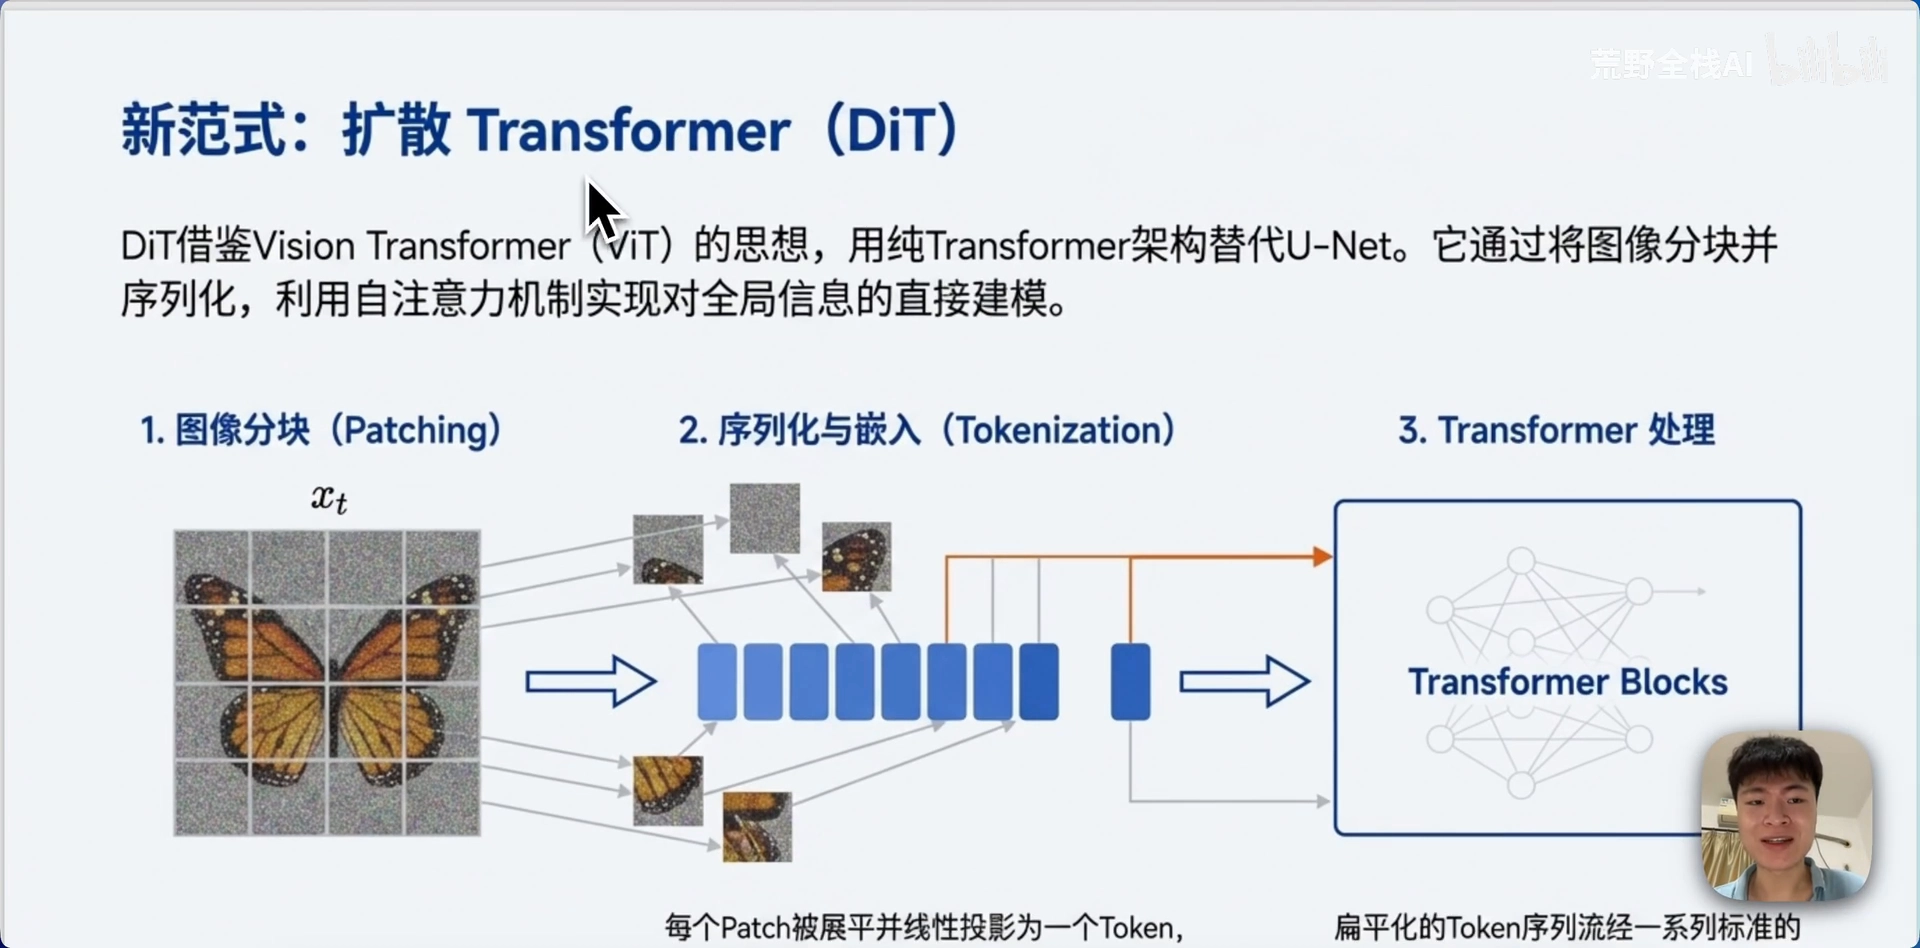 荒野全栈AI bilibili
新范式：扩散 Transformer（DiT）
DiT借鉴Vision Transformer（ViT）的思想，用纯Transformer架构替代U-Net。它通过将图像分块并
序列化，利用自注意力机制实现对全局信息的直接建模。
1. 图像分块（Patching）
2. 序列化与嵌入（Tokenization）
3. Transformer 处理
x_t
Transformer Blocks
每个Patch被展平并线性投影为一个Token，
扁平化的Token序列流经一系列标准的